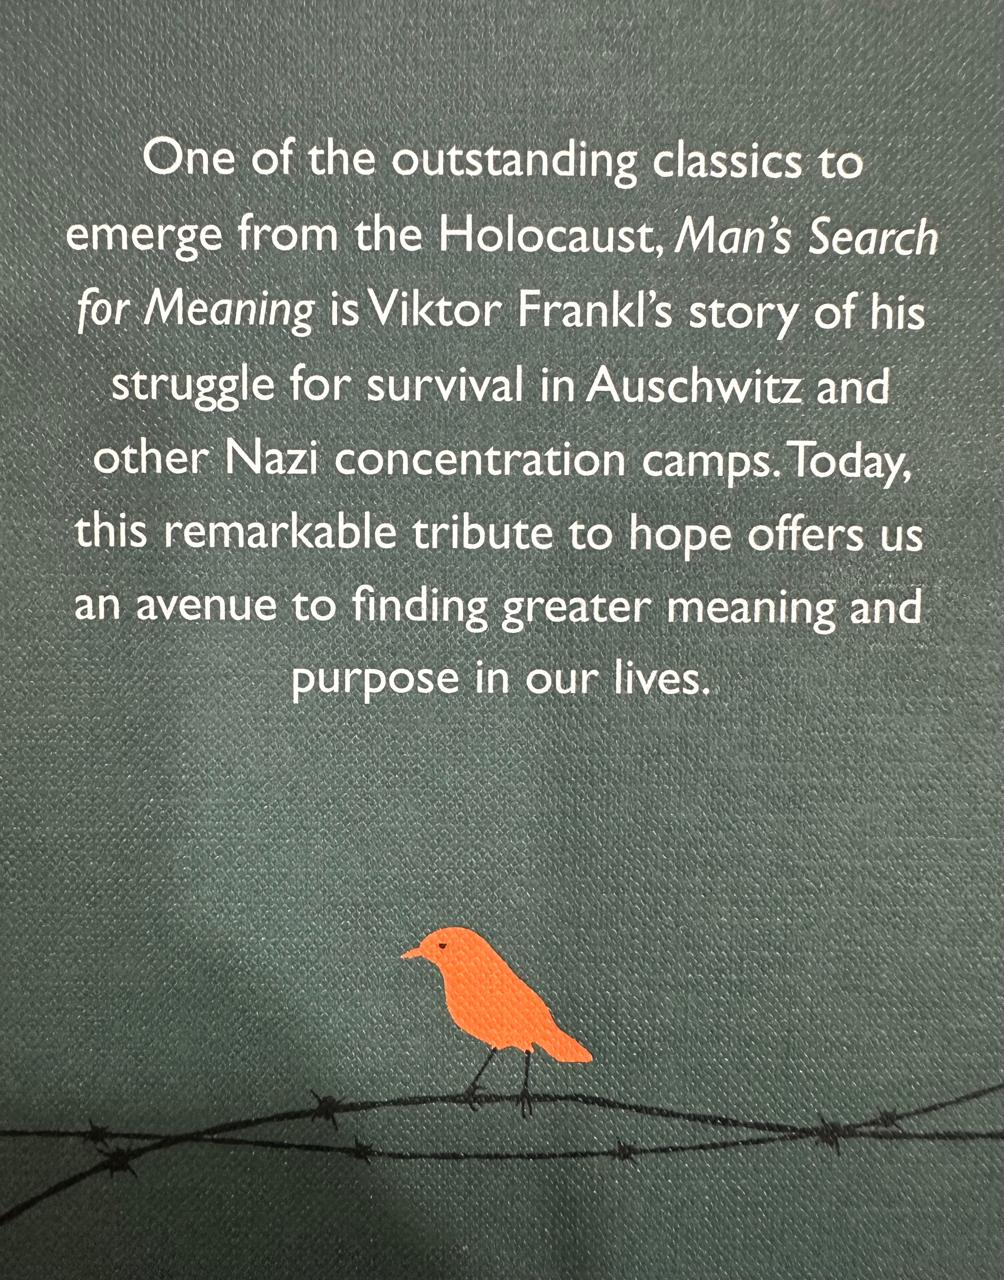 One of the outstanding classics to
emerge from the Holocaust, Man's Search
for Meaning is Viktor Frankl's story of his
struggle for survival in Auschwitz and
other Nazi concentration camps. Today,
this remarkable tribute to hope offers us
an avenue to finding greater meaning and
purpose in our lives.